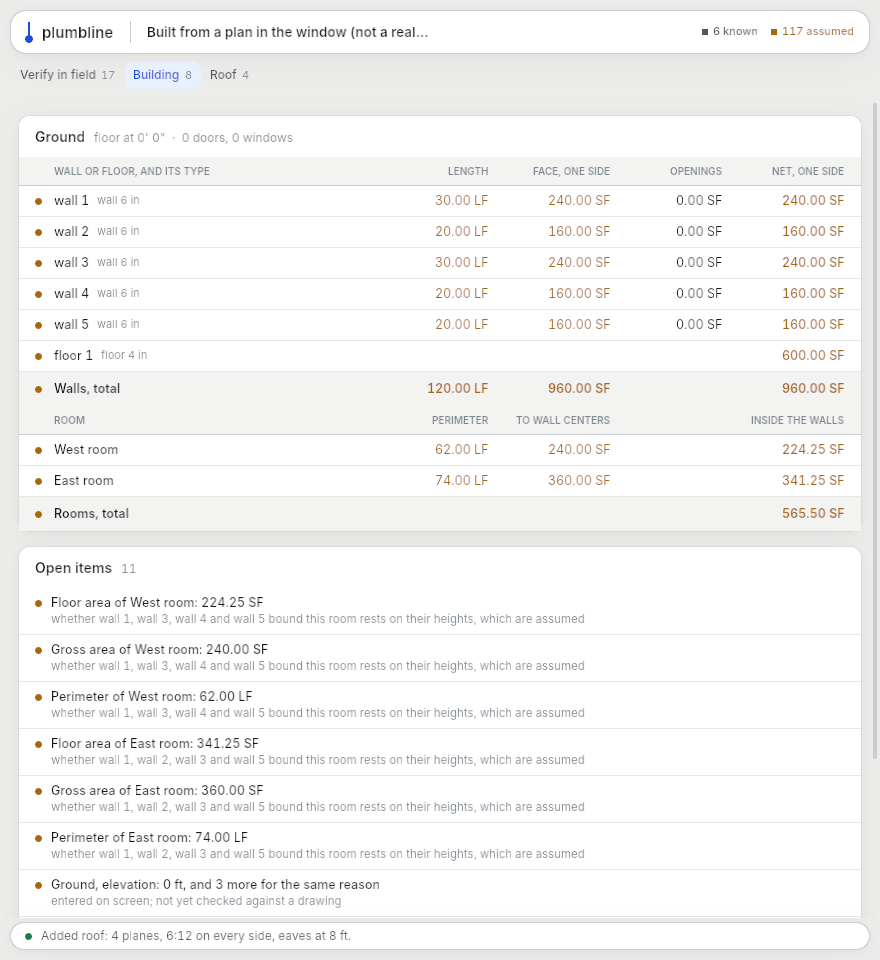 plumbline
Built from a plan in the window (not a real…
6 known 117 assumed
Verify in field 17 Building 8 Roof 4
Ground floor at 0' 0" · 0 doors, 0 windows
WALL OR FLOOR, AND ITS TYPE LENGTH FACE, ONE SIDE OPENINGS NET, ONE SIDE
wall 1 wall 6 in 30.00 LF 240.00 SF 0.00 SF 240.00 SF
wall 2 wall 6 in 20.00 LF 160.00 SF 0.00 SF 160.00 SF
wall 3 wall 6 in 30.00 LF 240.00 SF 0.00 SF 240.00 SF
wall 4 wall 6 in 20.00 LF 160.00 SF 0.00 SF 160.00 SF
wall 5 wall 6 in 20.00 LF 160.00 SF 0.00 SF 160.00 SF
floor 1 floor 4 in 600.00 SF
Walls, total 120.00 LF 960.00 SF 960.00 SF
ROOM PERIMETER TO WALL CENTERS INSIDE THE WALLS
West room 62.00 LF 240.00 SF 224.25 SF
East room 74.00 LF 360.00 SF 341.25 SF
Rooms, total 565.50 SF
Open items 11
Floor area of West room: 224.25 SF
whether wall 1, wall 3, wall 4 and wall 5 bound this room rests on their heights, which are assumed
Gross area of West room: 240.00 SF
whether wall 1, wall 3, wall 4 and wall 5 bound this room rests on their heights, which are assumed
Perimeter of West room: 62.00 LF
whether wall 1, wall 3, wall 4 and wall 5 bound this room rests on their heights, which are assumed
Floor area of East room: 341.25 SF
whether wall 1, wall 2, wall 3 and wall 5 bound this room rests on their heights, which are assumed
Gross area of East room: 360.00 SF
whether wall 1, wall 2, wall 3 and wall 5 bound this room rests on their heights, which are assumed
Perimeter of East room: 74.00 LF
whether wall 1, wall 2, wall 3 and wall 5 bound this room rests on their heights, which are assumed
Ground, elevation: 0 ft, and 3 more for the same reason
entered on screen; not yet checked against a drawing
Added roof: 4 planes, 6:12 on every side, eaves at 8 ft.